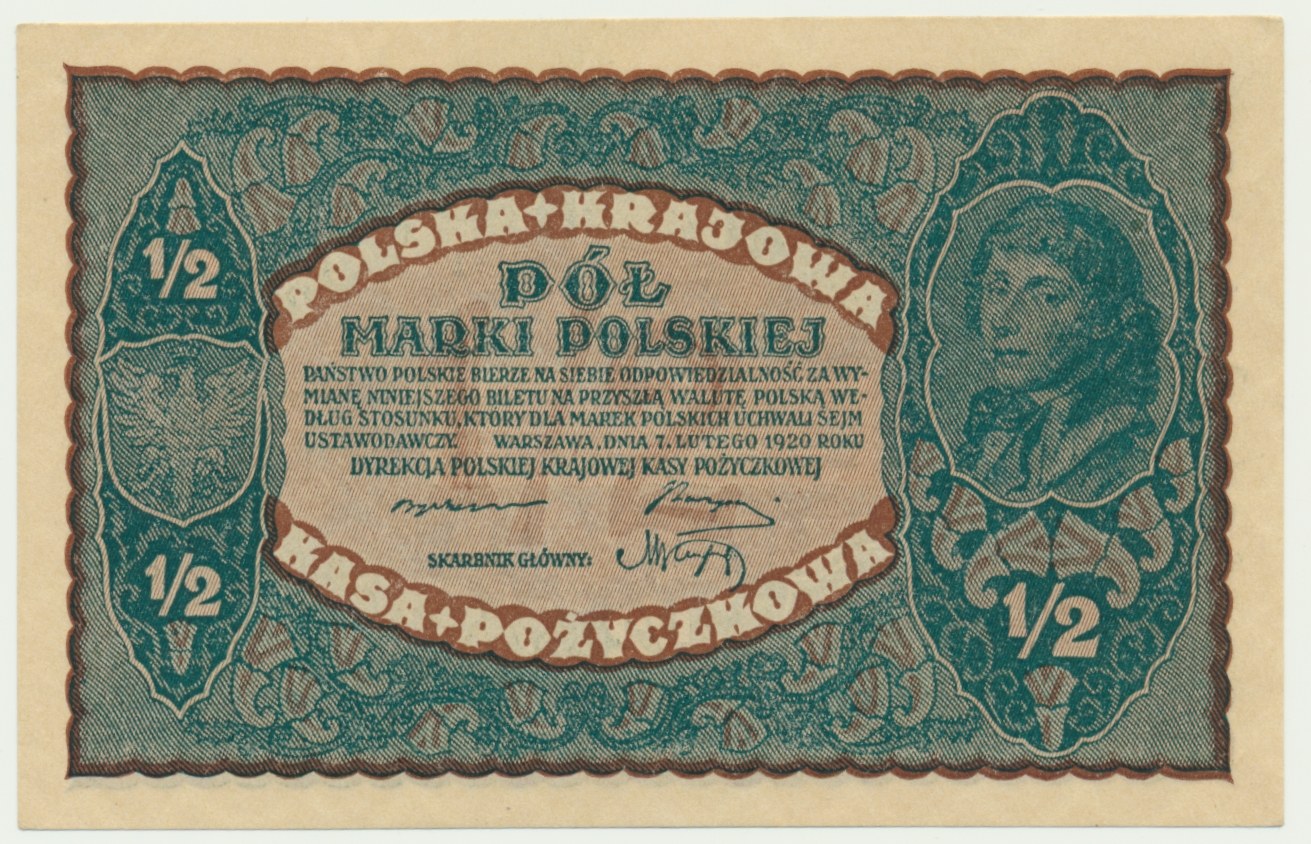 POLSKA + KRAJOWA
PÓŁ
MARKI POLSKIEJ
PAŃSTWO POLSKIE BIERZE NA SIEBIE ODPOWIEDZIALNOŚĆ ZA WY-
MIANĘ NINIEJSZEGO BILETU NA PRZYSZŁĄ WALUTĘ POLSKĄ WE-
DŁUG STOSUNKU, KTÓRY DLA MAREK POLSKICH UCHWALI SEJM
USTAWODAWCZY. WARSZAWA, DNIA 7. LUTEGO 1920 ROKU
DYREKCJA POLSKIEJ KRAJOWEJ KASY POŻYCZKOWEJ
SKARBNIK GŁÓWNY:
KASA + POŻYCZKOWA
1/2
1/2
1/2